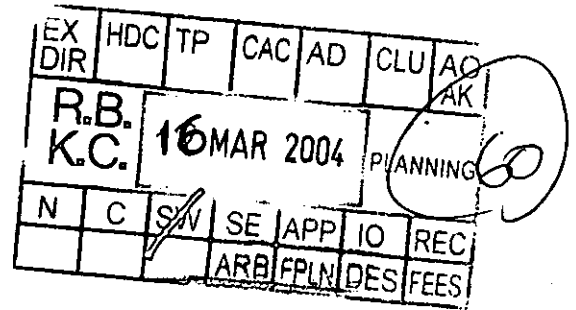 EX DIR HDC TP CAC AD CLU AO AK
R.B. K.C. 16 MAR 2004 PLANNING 60
N C SW SE APP IO REC
ARB FPLN DES FEES